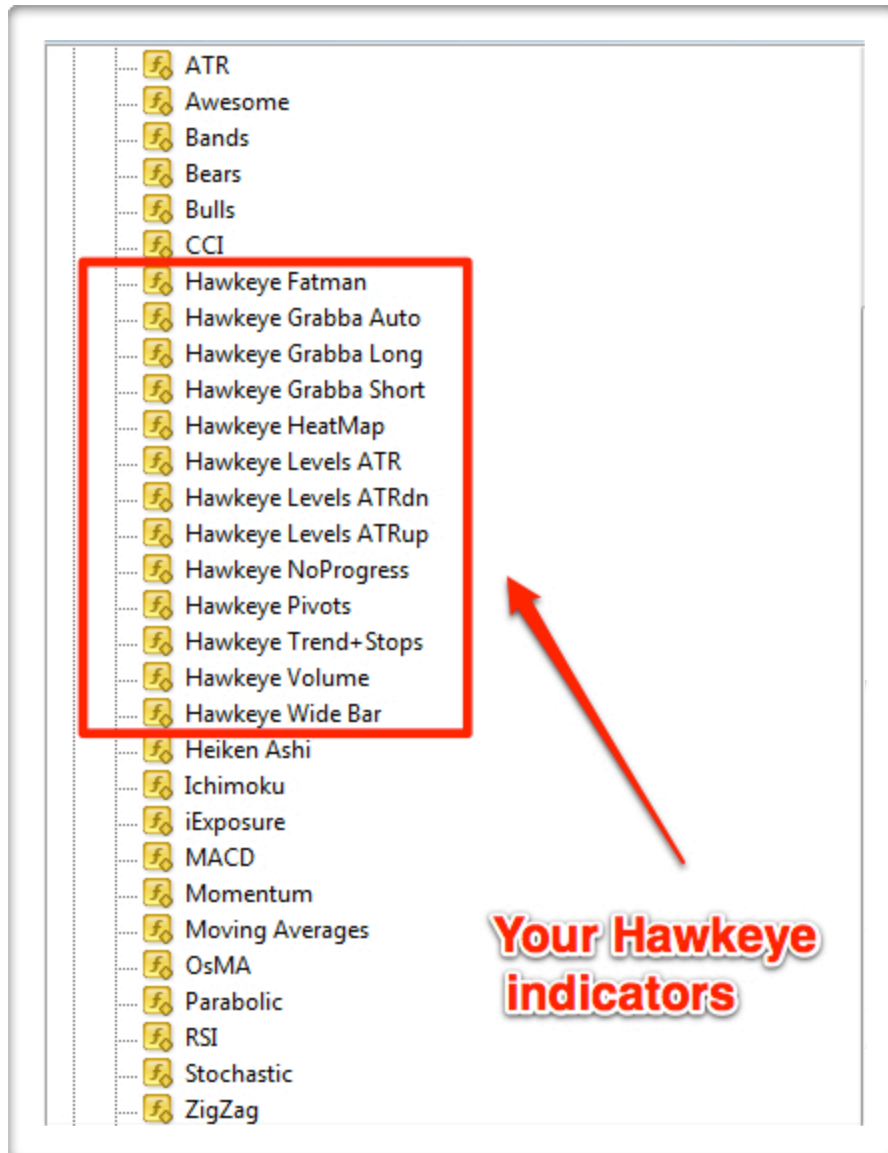 ATR
Awesome
Bands
Bears
Bulls
CCI
Hawkeye Fatman
Hawkeye Grabba Auto
Hawkeye Grabba Long
Hawkeye Grabba Short
Hawkeye HeatMap
Hawkeye Levels ATR
Hawkeye Levels ATRdn
Hawkeye Levels ATRup
Hawkeye NoProgress
Hawkeye Pivots
Hawkeye Trend+Stops
Hawkeye Volume
Hawkeye Wide Bar
Heiken Ashi
Ichimoku
iExposure
MACD
Momentum
Moving Averages
OsMA
Parabolic
RSI
Stochastic
ZigZag
Your Hawkeye
indicators